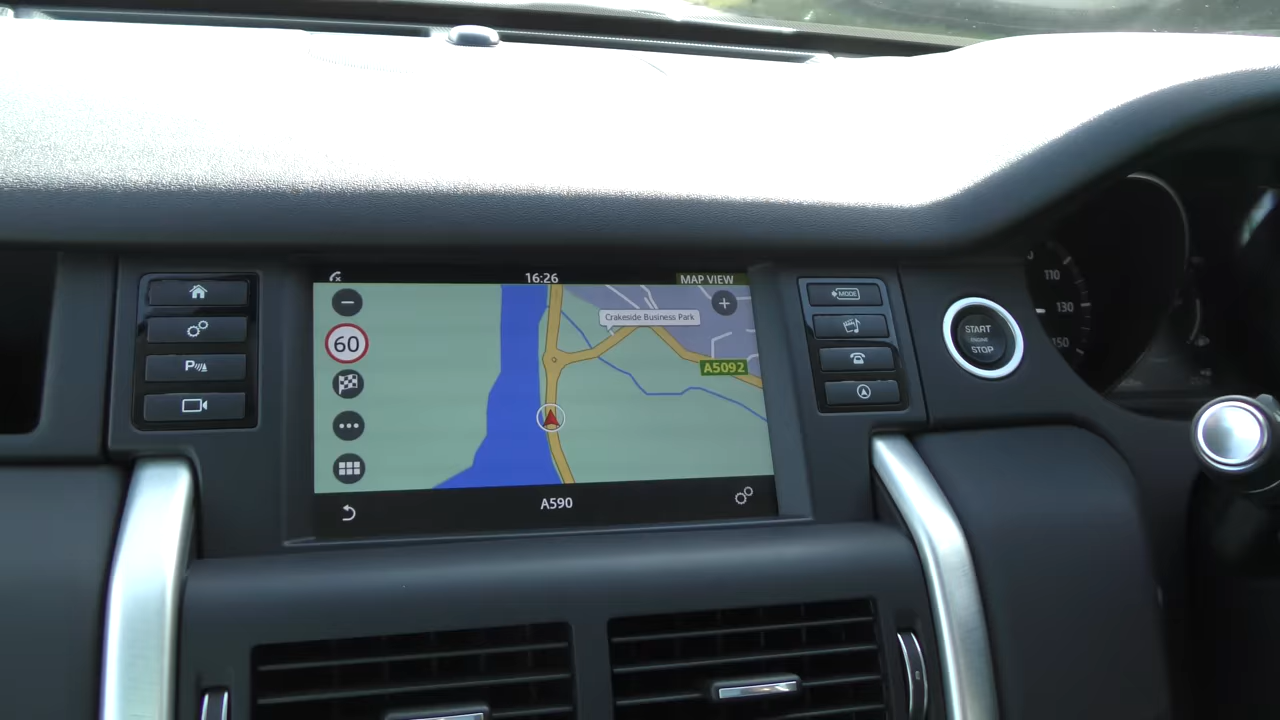 16:26
MAP VIEW
60
Crakeside Business Park
A5092
A590
P
MODE
START
ENGINE
STOP
110
130
150